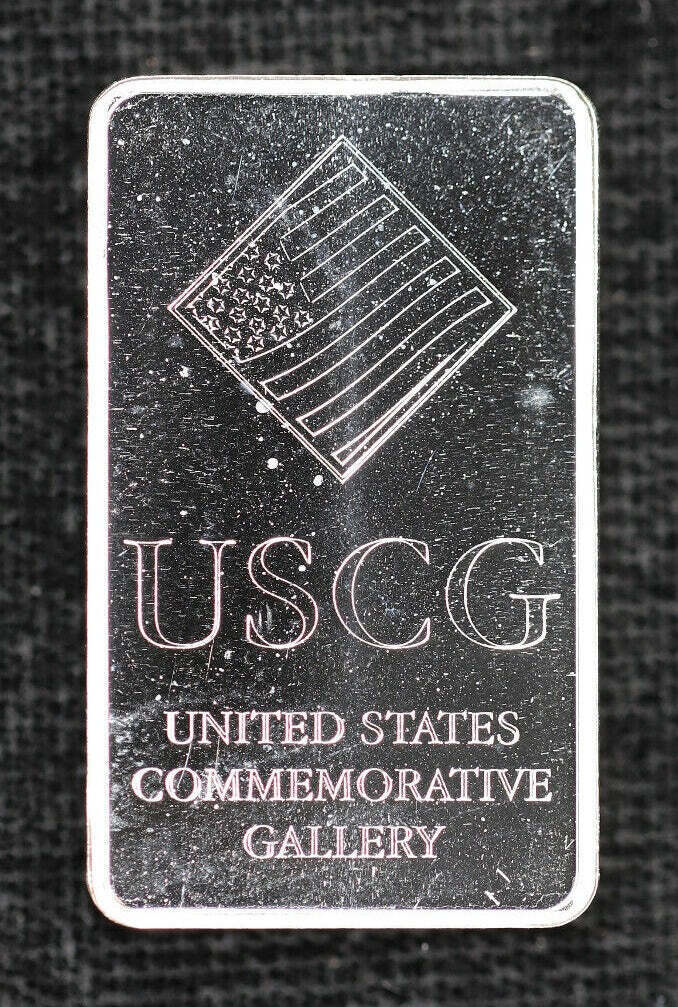 USCG
UNITED STATES
COMMEMORATIVE
GALLERY